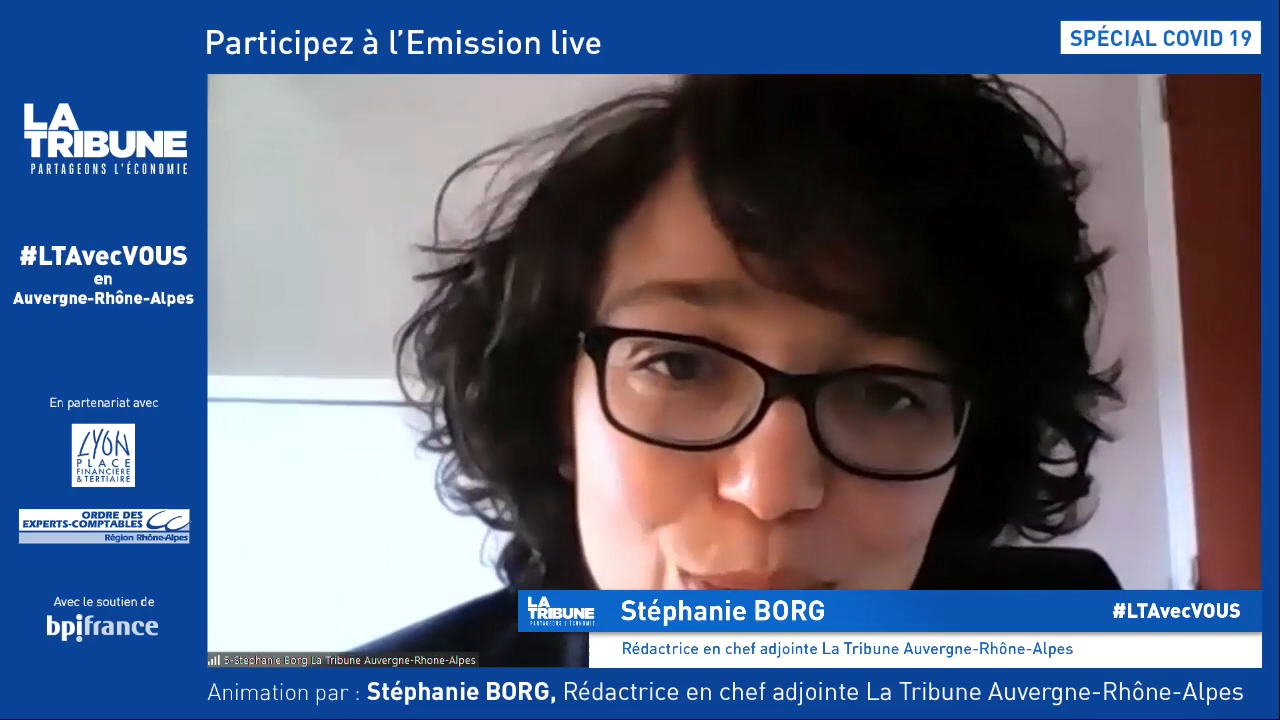 Participez à l'Emission live
SPÉCIAL COVID 19
LA
TRIBUNE
PARTAGEONS L'ÉCONOMIE
#LTAvecVOUS
en
Auvergne-Rhône-Alpes
En partenariat avec
LYON
PLACE
FINANCIÈRE
& TERTIAIRE
ORDRE DES
EXPERTS-COMPTABLES
Région Rhône-Alpes
Avec le soutien de
bpifrance
LA
TRIBUNE
PARTAGEONS L'ÉCONOMIE
Stéphanie BORG
#LTAvecVOUS
Rédactrice en chef adjointe La Tribune Auvergne-Rhône-Alpes
5-Stéphanie Borg La Tribune Auvergne-Rhone-Alpes
Animation par : Stéphanie BORG, Rédactrice en chef adjointe La Tribune Auvergne-Rhône-Alpes